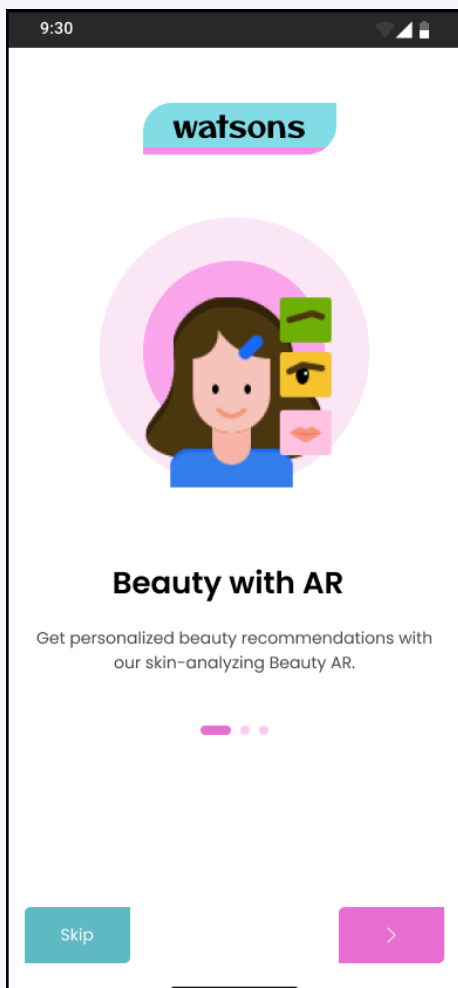 9:30
watsons
Beauty with AR
Get personalized beauty recommendations with
our skin-analyzing Beauty AR.
Skip